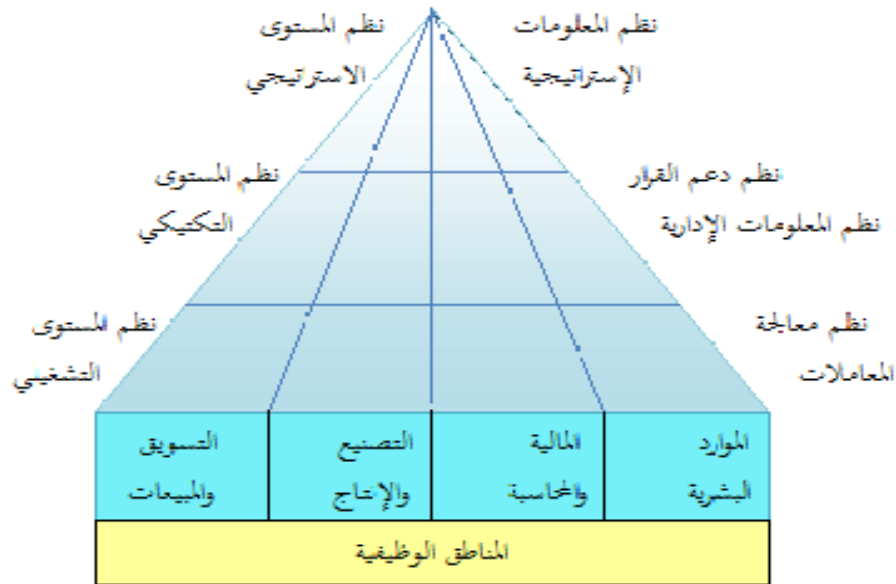 نظم المعلومات
الإستراتيجية
نظم المستوى
الاسترتيجي
نظم دعم القرار
نظم المعلومات الإدارية
نظم المستوى
التكتيكي
نظم معالجة
المعاملات
نظم المستوى
التشغيلي
الموارد
البشرية
المالية
والمحاسبة
التصنيع
والإنتاج
التسويق
والمبيعات
المناطق الوظيفية